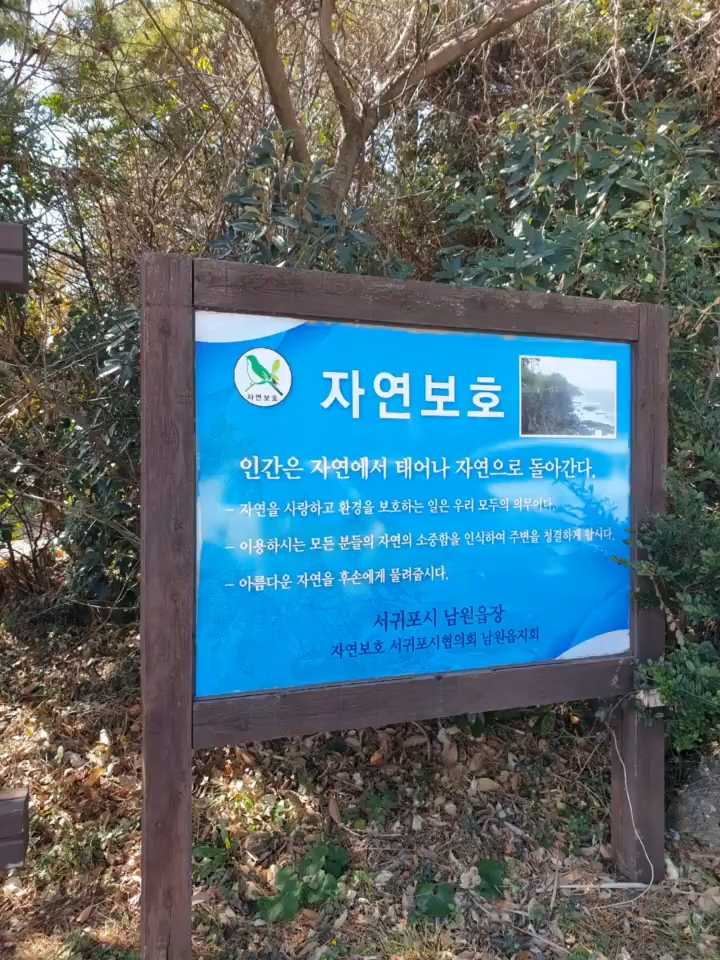 자연보호
자연보호
인간은 자연에서 태어나 자연으로 돌아간다.
- 자연을 사랑하고 환경을 보호하는 일은 우리 모두의 의무이다.
- 이용하시는 모든 분들의 자연의 소중함을 인식하여 주변을 청결하게 합시다.
- 아름다운 자연을 후손에게 물려줍시다.
서귀포시 남원읍장
자연보호 서귀포시협의회 남원읍지회